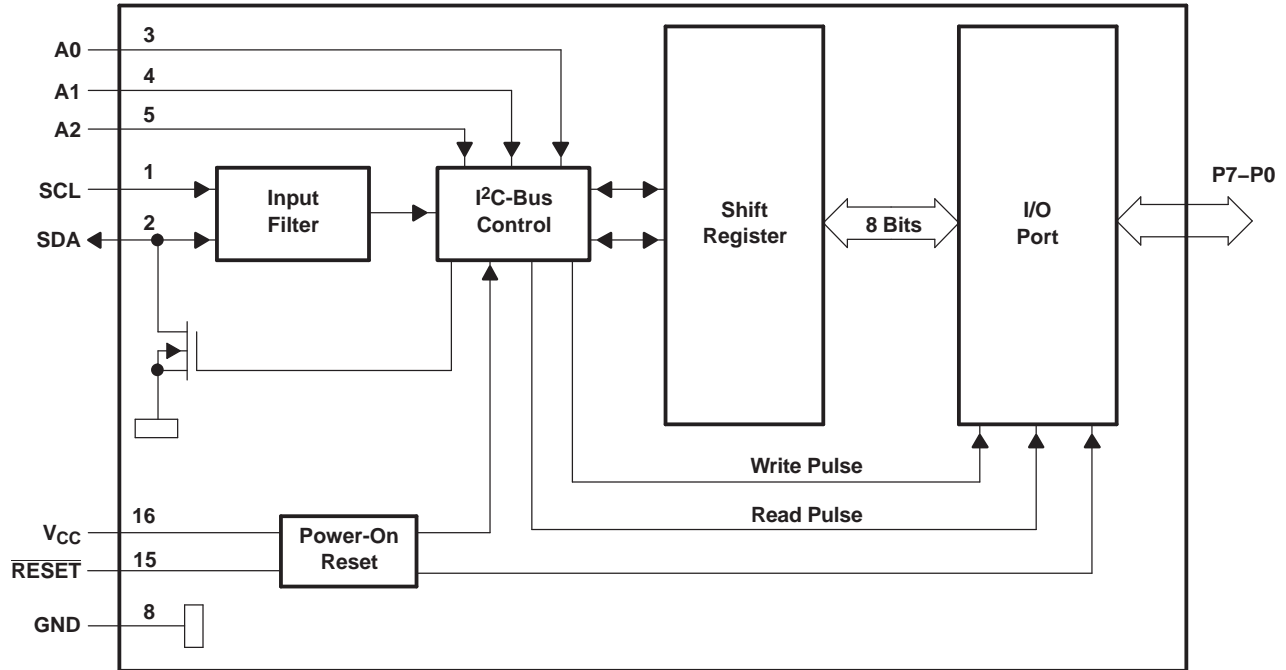 A0
3
A1
4
A2
5
SCL
1
SDA
2
Input
Filter
I²C-Bus
Control
Shift
Register
8 Bits
I/O
Port
P7–P0
Write Pulse
Read Pulse
VCC
16
RESET
15
Power-On
Reset
GND
8